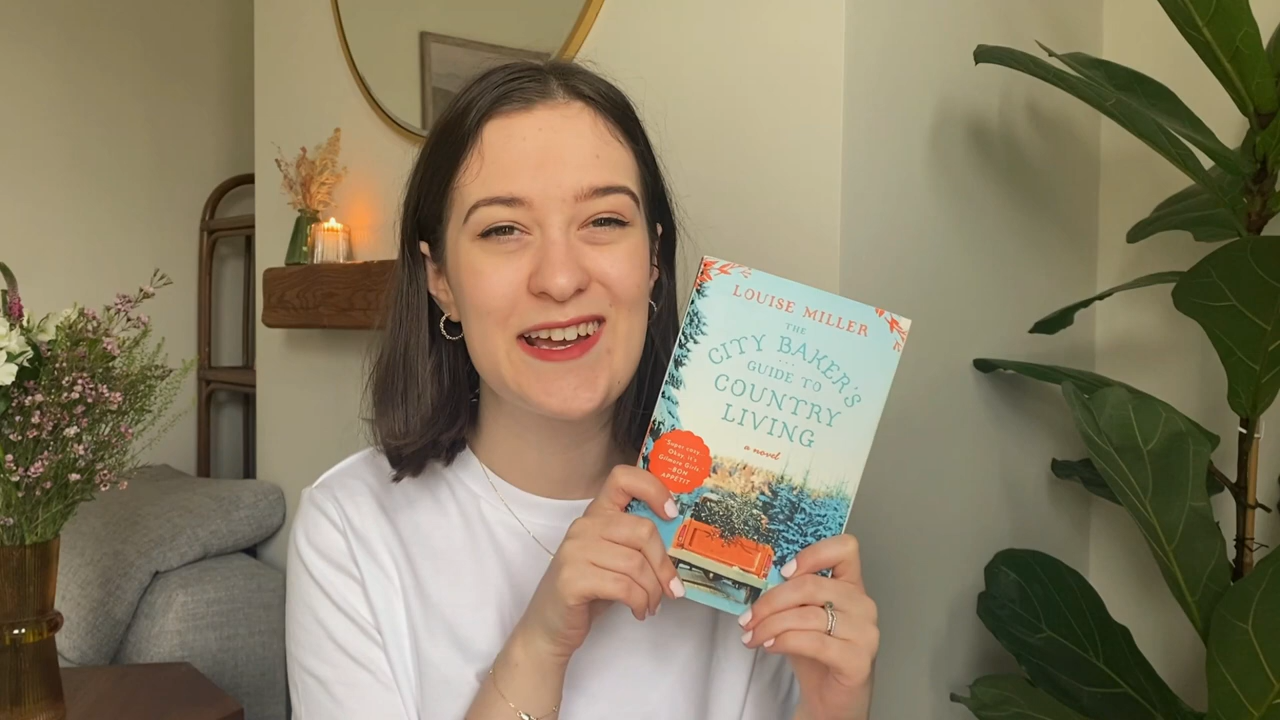 LOUISE MILLER
THE
CITY BAKER'S
GUIDE TO
COUNTRY
LIVING
a novel
"Super cozy.
Okay, it's
Gilmore Girls."
–BON
APPÉTIT